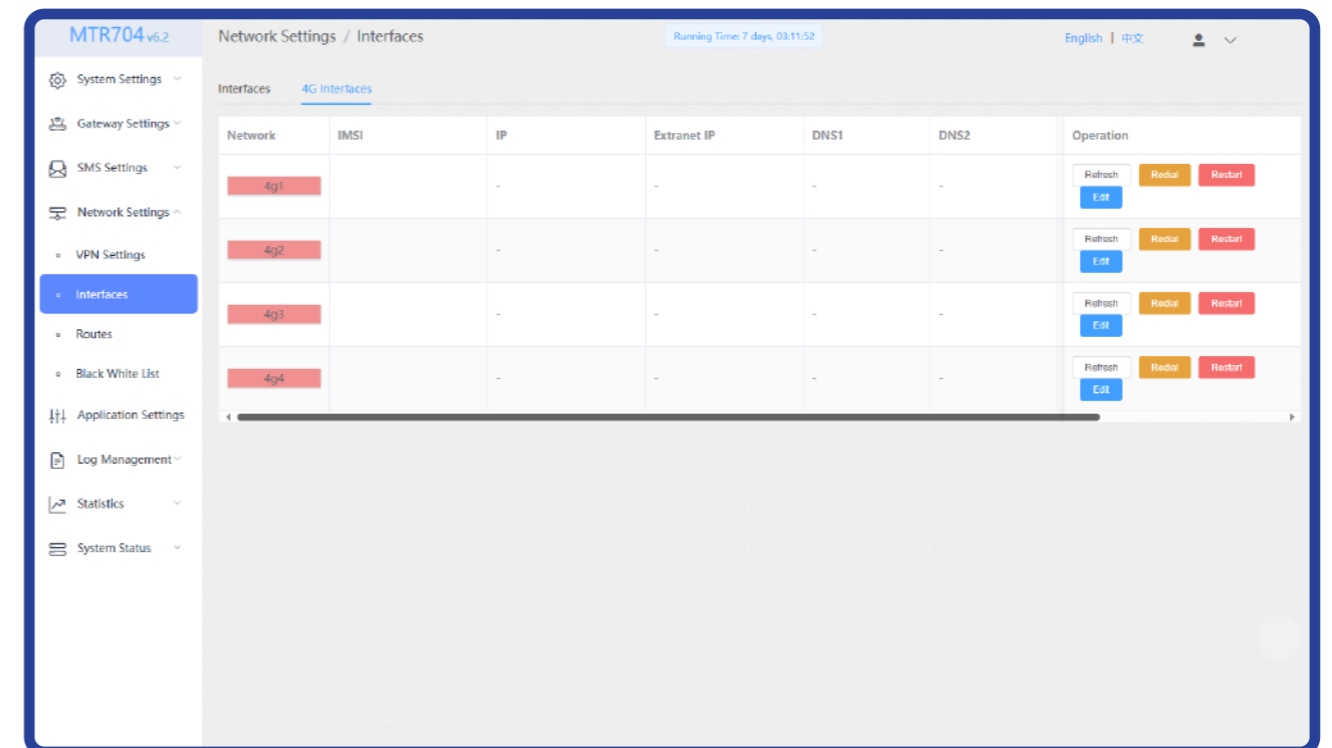 MTR704 v6.2
Network Settings / Interfaces
Running Time: 7 days, 03:11:52
English | 中文
System Settings
Gateway Settings
SMS Settings
Network Settings
VPN Settings
Interfaces
Routes
Black White List
Application Settings
Log Management
Statistics
System Status
Interfaces 4G Interfaces
Network IMSI IP Extranet IP DNS1 DNS2 Operation
4g1 - - - - Refresh Redial Restart
Edit
4g2 - - - - Refresh Redial Restart
Edit
4g3 - - - - Refresh Redial Restart
Edit
4g4 - - - - Refresh Redial Restart
Edit